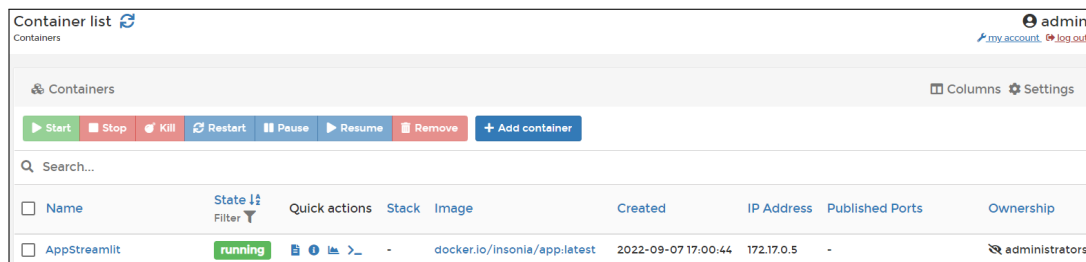 Container list
admin
Containers
my account log out
Containers
Columns Settings
Start Stop Kill Restart Pause Resume Remove + Add container
Search...
Name State Filter Quick actions Stack Image Created IP Address Published Ports Ownership
AppStreamlit running - docker.io/insonia/app:latest 2022-09-07 17:00:44 172.17.0.5 - administrators